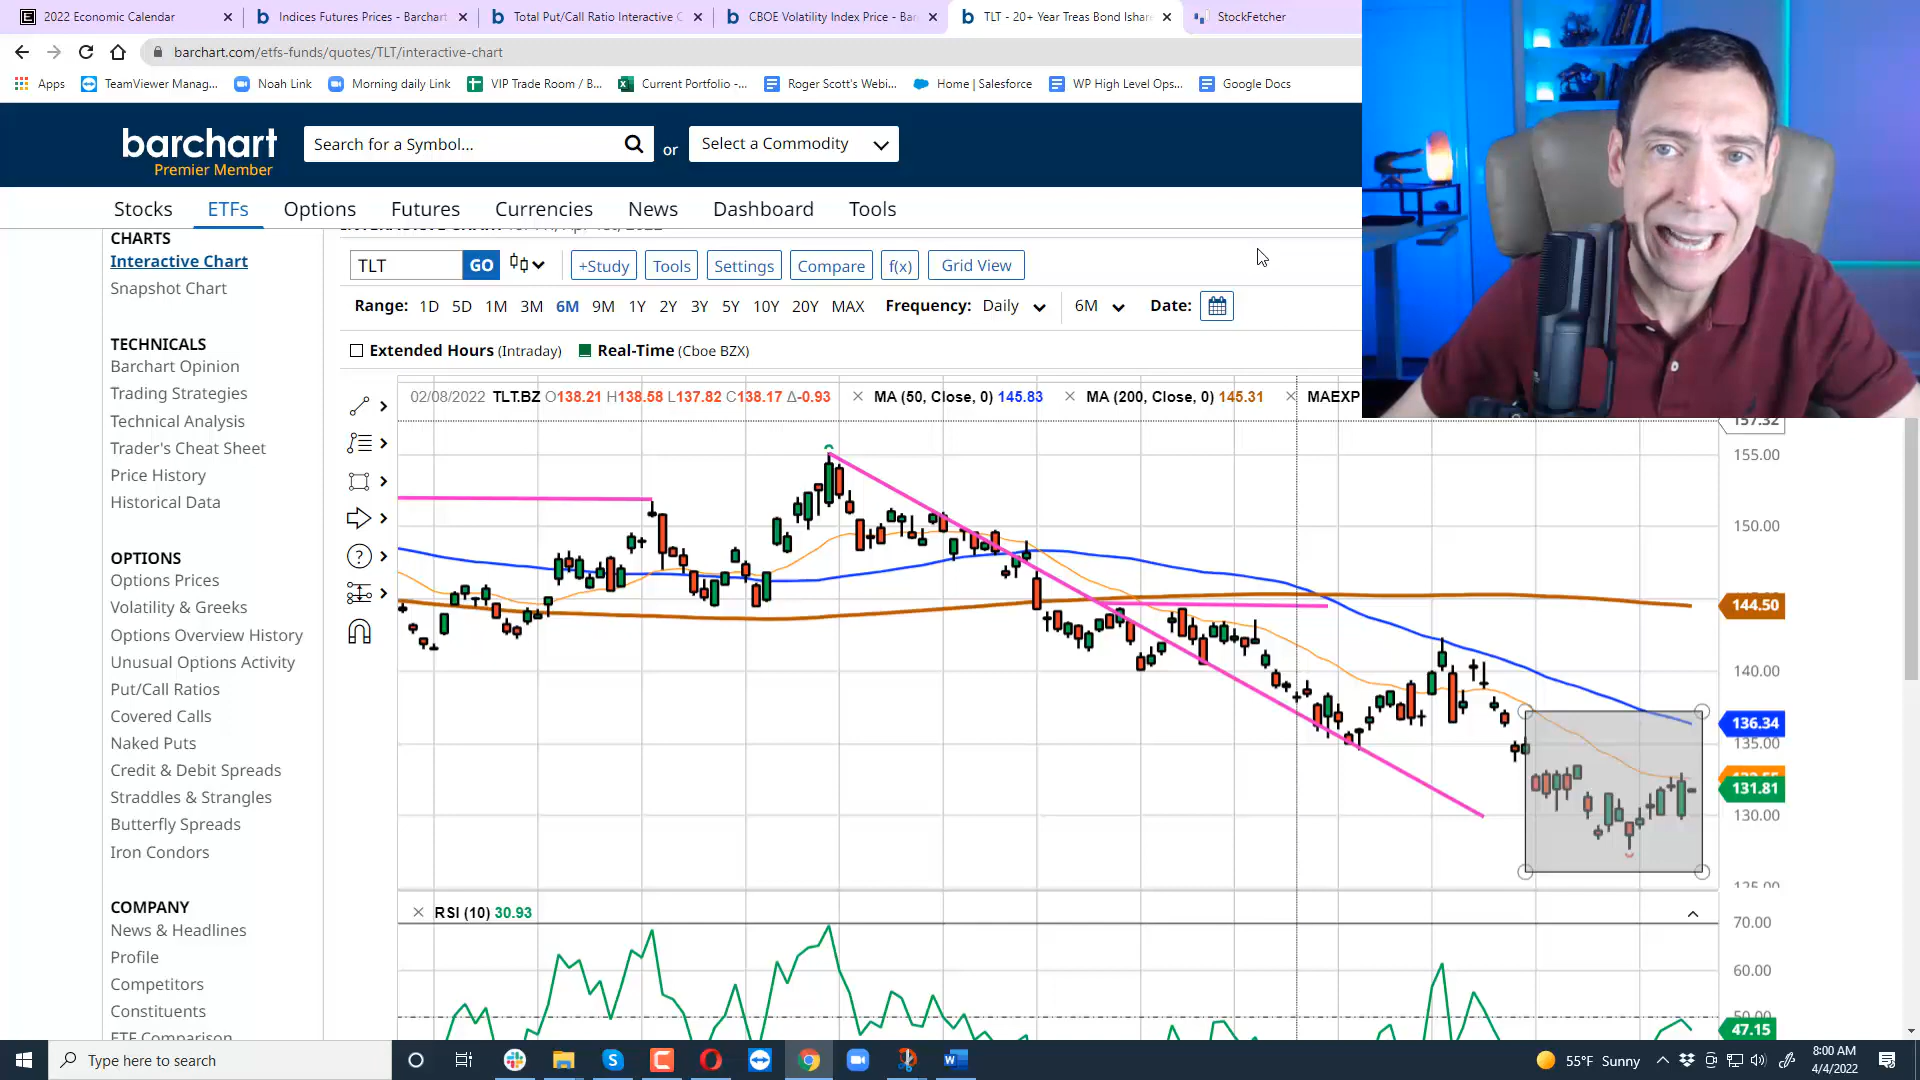 2022 Economic Calendar
Indices Futures Prices - Barchart
Total Put/Call Ratio Interactive C
CBOE Volatility Index Price - Bar
TLT - 20+ Year Treas Bond Ishare
StockFetcher
barchart.com/etfs-funds/quotes/TLT/interactive-chart
Apps
TeamViewer Manag...
Noah Link
Morning daily Link
VIP Trade Room / B...
Current Portfolio -...
Roger Scott's Webi...
Home | Salesforce
WP High Level Ops...
Google Docs
barchart
Premier Member
Search for a Symbol...
or
Select a Commodity
Stocks ETFs Options Futures Currencies News Dashboard Tools
CHARTS
Interactive Chart
Snapshot Chart
TECHNICALS
Barchart Opinion
Trading Strategies
Technical Analysis
Trader's Cheat Sheet
Price History
Historical Data
OPTIONS
Options Prices
Volatility & Greeks
Options Overview History
Unusual Options Activity
Put/Call Ratios
Covered Calls
Naked Puts
Credit & Debit Spreads
Straddles & Strangles
Butterfly Spreads
Iron Condors
COMPANY
News & Headlines
Profile
Competitors
Constituents
ETF Comparison
TLT GO +Study Tools Settings Compare f(x) Grid View
Range: 1D 5D 1M 3M 6M 9M 1Y 2Y 3Y 5Y 10Y 20Y MAX Frequency: Daily 6M Date:
Extended Hours (Intraday) Real-Time (Cboe BZX)
02/08/2022 TLT.BZ O138.21 H138.58 L137.82 C138.17 Δ-0.93 MA (50, Close, 0) 145.83 MA (200, Close, 0) 145.31 MAEXP
157.32
155.00
150.00
144.50
140.00
136.34
135.00
131.81
130.00
125.00
RSI (10) 30.93
70.00
60.00
50.00
47.15
Type here to search
55°F Sunny
8:00 AM
4/4/2022